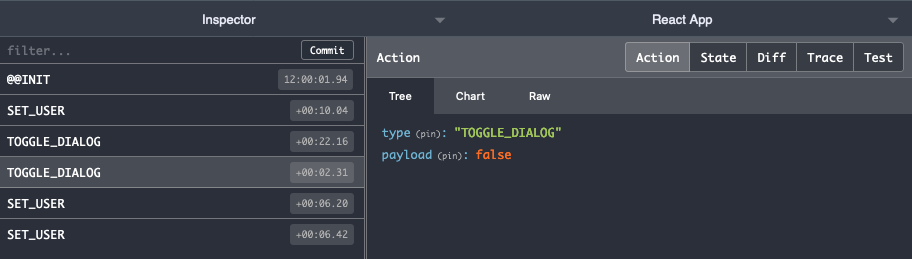 Inspector React App
filter... Commit
Action Action State Diff Trace Test
@@INIT 12:00:01.94
SET_USER +00:10.04
TOGGLE_DIALOG +00:22.16
TOGGLE_DIALOG +00:02.31
SET_USER +00:06.20
SET_USER +00:06.42
Tree Chart Raw
type (pin): "TOGGLE_DIALOG"
payload (pin): false